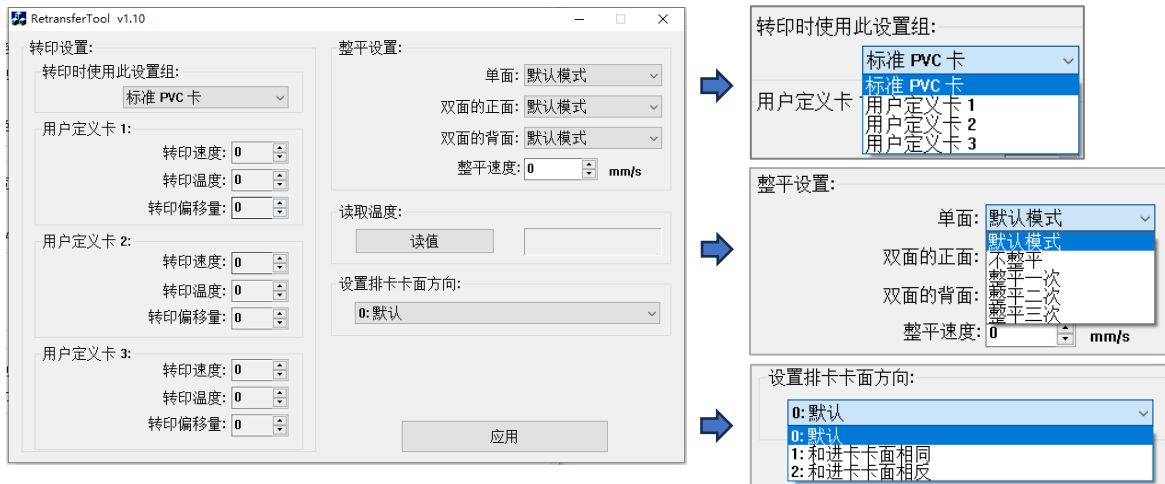 RetransferTool v1.10
转印设置:
转印时使用此设置组:
标准 PVC 卡
用户定义卡 1:
转印速度: 0
转印温度: 0
转印偏移量: 0
用户定义卡 2:
转印速度: 0
转印温度: 0
转印偏移量: 0
用户定义卡 3:
转印速度: 0
转印温度: 0
转印偏移量: 0
整平设置:
单面: 默认模式
双面的正面: 默认模式
双面的背面: 默认模式
整平速度: 0 mm/s
读取温度:
读值
设置排卡卡面方向:
0: 默认
应用
转印时使用此设置组:
标准 PVC 卡
标准 PVC 卡
用户定义卡 1
用户定义卡 2
用户定义卡 3
用户定义卡
整平设置:
单面: 默认模式
默认模式
不整平
整平一次
整平二次
整平三次
双面的正面:
双面的背面:
整平速度: 0 mm/s
设置排卡卡面方向:
0: 默认
0: 默认
1: 和进卡卡面相同
2: 和进卡卡面相反